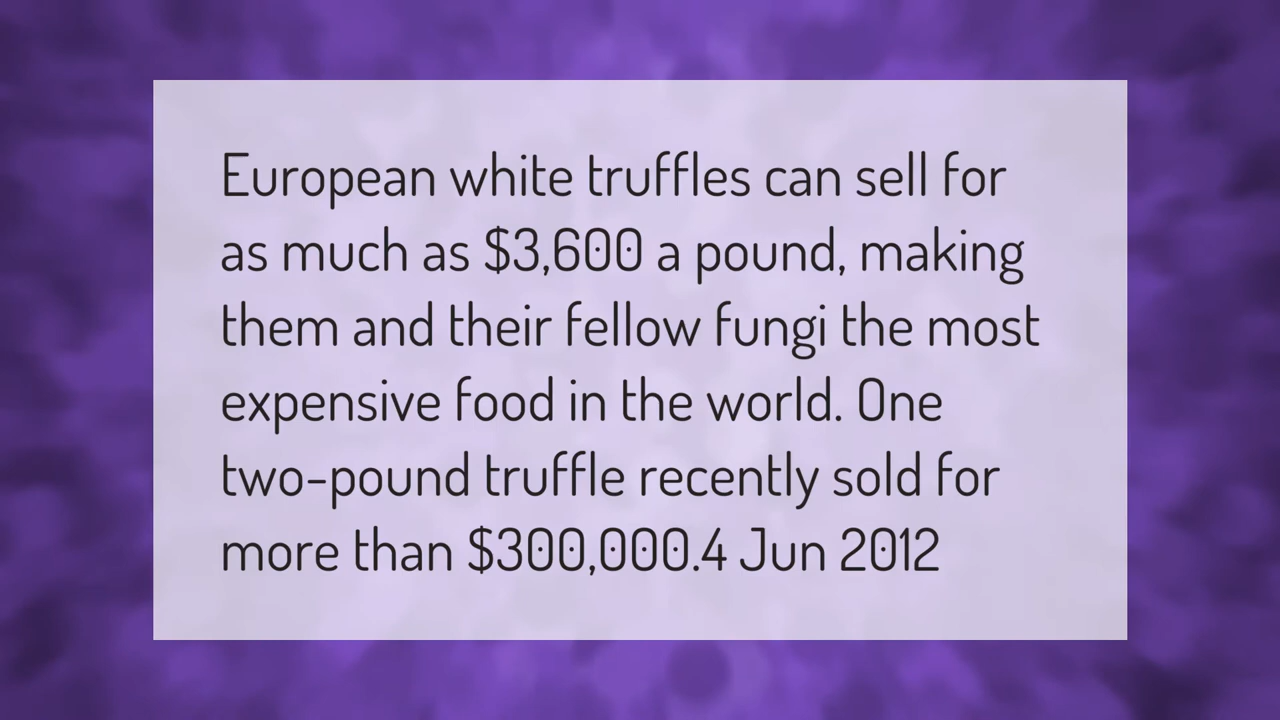 European white truffles can sell for
as much as $3,600 a pound, making
them and their fellow fungi the most
expensive food in the world. One
two-pound truffle recently sold for
more than $300,000.4 Jun 2012